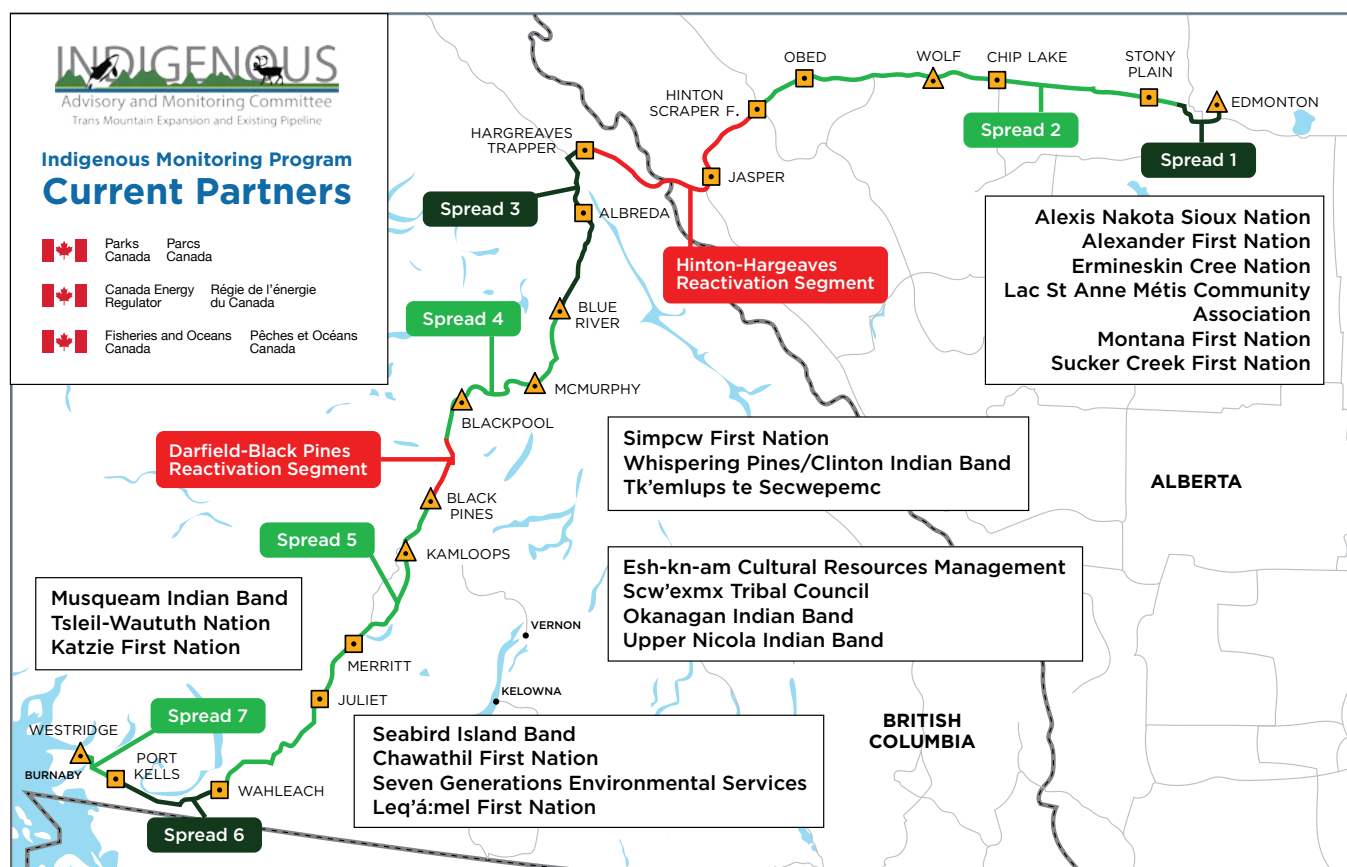 INDIGENOUS
Advisory and Monitoring Committee
Trans Mountain Expansion and Existing Pipeline
Indigenous Monitoring Program
Current Partners
Parks
Canada
Parcs
Canada
Canada Energy
Regulator
Régie de l'énergie
du Canada
Fisheries and Oceans
Canada
Pêches et Océans
Canada
OBED
WOLF
CHIP LAKE
STONY
PLAIN
EDMONTON
HINTON
SCRAPER F.
HARGREAVES
TRAPPER
JASPER
Spread 2
Spread 1
Spread 3
ALBREDA
Hinton-Hargeaves
Reactivation Segment
Alexis Nakota Sioux Nation
Alexander First Nation
Ermineskin Cree Nation
Lac St Anne Métis Community
Association
Montana First Nation
Sucker Creek First Nation
Spread 4
BLUE
RIVER
MCMURPHY
BLACKPOOL
Darfield-Black Pines
Reactivation Segment
Simpcw First Nation
Whispering Pines/Clinton Indian Band
Tk'emlups te Secwepemc
ALBERTA
BLACK
PINES
Spread 5
KAMLOOPS
Esh-kn-am Cultural Resources Management
Scw'exmx Tribal Council
Okanagan Indian Band
Upper Nicola Indian Band
Musqueam Indian Band
Tsleil-Waututh Nation
Katzie First Nation
VERNON
MERRITT
KELOWNA
JULIET
Spread 7
WESTRIDGE
BURNABY
PORT
KELLS
WAHLEACH
Seabird Island Band
Chawathil First Nation
Seven Generations Environmental Services
Leq'á:mel First Nation
BRITISH
COLUMBIA
Spread 6